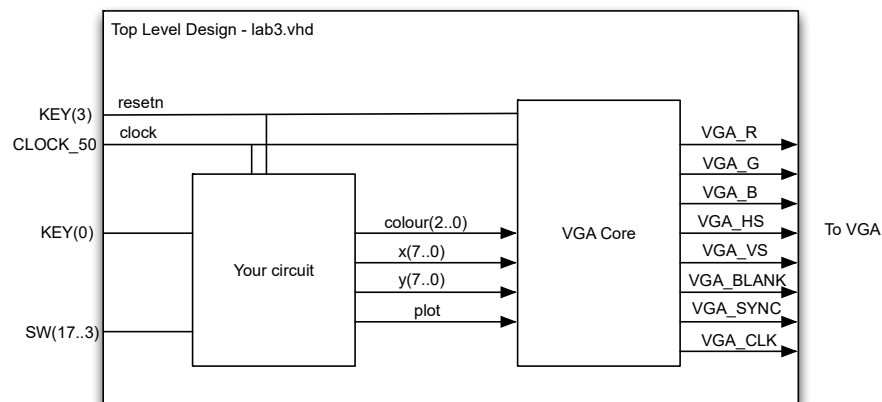 Top Level Design - lab3.vhd
KEY(3)
resetn
CLOCK_50
clock
KEY(0)
SW(17..3)
Your circuit
colour(2..0)
x(7..0)
y(7..0)
plot
VGA Core
VGA_R
VGA_G
VGA_B
VGA_HS
VGA_VS
VGA_BLANK
VGA_SYNC
VGA_CLK
To VGA